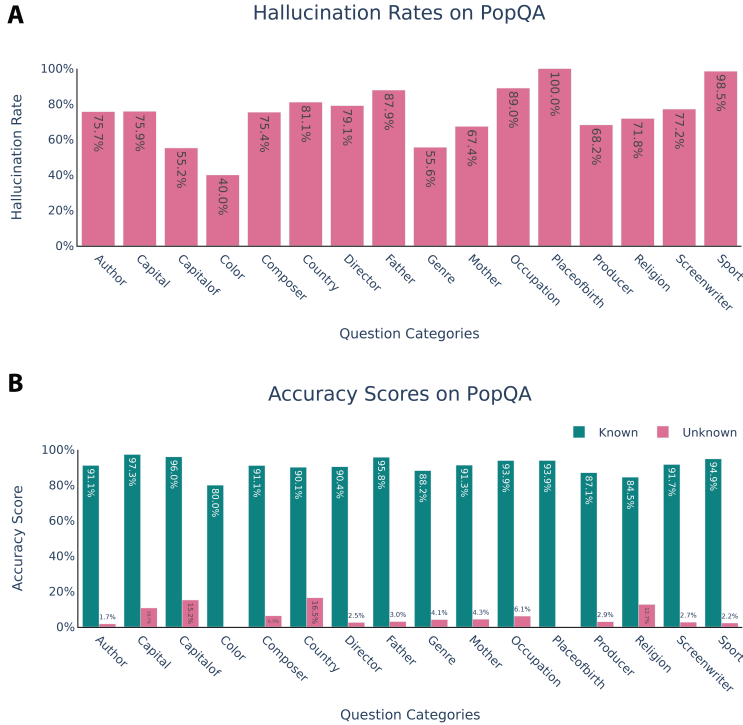 A
Hallucination Rates on PopQA
Hallucination Rate
100%
80%
60%
40%
20%
0%
75.7%
75.9%
55.2%
40.0%
75.4%
81.1%
79.1%
87.9%
55.6%
67.4%
89.0%
100.0%
68.2%
71.8%
77.2%
98.5%
Author
Capital
Capitalof
Color
Composer
Country
Director
Father
Genre
Mother
Occupation
Placeofbirth
Producer
Religion
Screenwriter
Sport
Question Categories
B
Accuracy Scores on PopQA
Known
Unknown
Accuracy Score
100%
80%
60%
40%
20%
0%
91.1%
1.7%
97.3%
96.0%
15.2%
80.0%
91.1%
90.1%
16.5%
90.4%
2.5%
95.8%
3.0%
88.2%
4.1%
91.3%
4.3%
93.9%
6.1%
93.9%
87.1%
2.9%
84.5%
91.7%
2.7%
94.9%
2.2%
Author
Capital
Capitalof
Color
Composer
Country
Director
Father
Genre
Mother
Occupation
Placeofbirth
Producer
Religion
Screenwriter
Sport
Question Categories